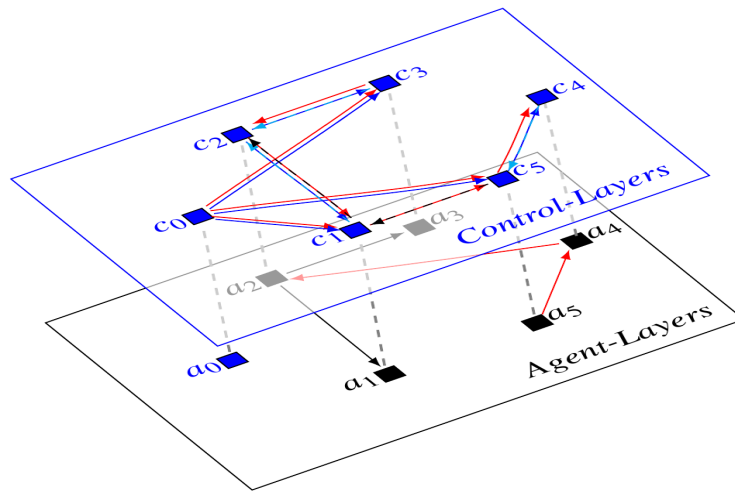 c₃
c₄
c₂
c₅
c₀
c₁
a₃
Control-Layers
a₄
a₂
a₅
Agent-Layers
a₀
a₁